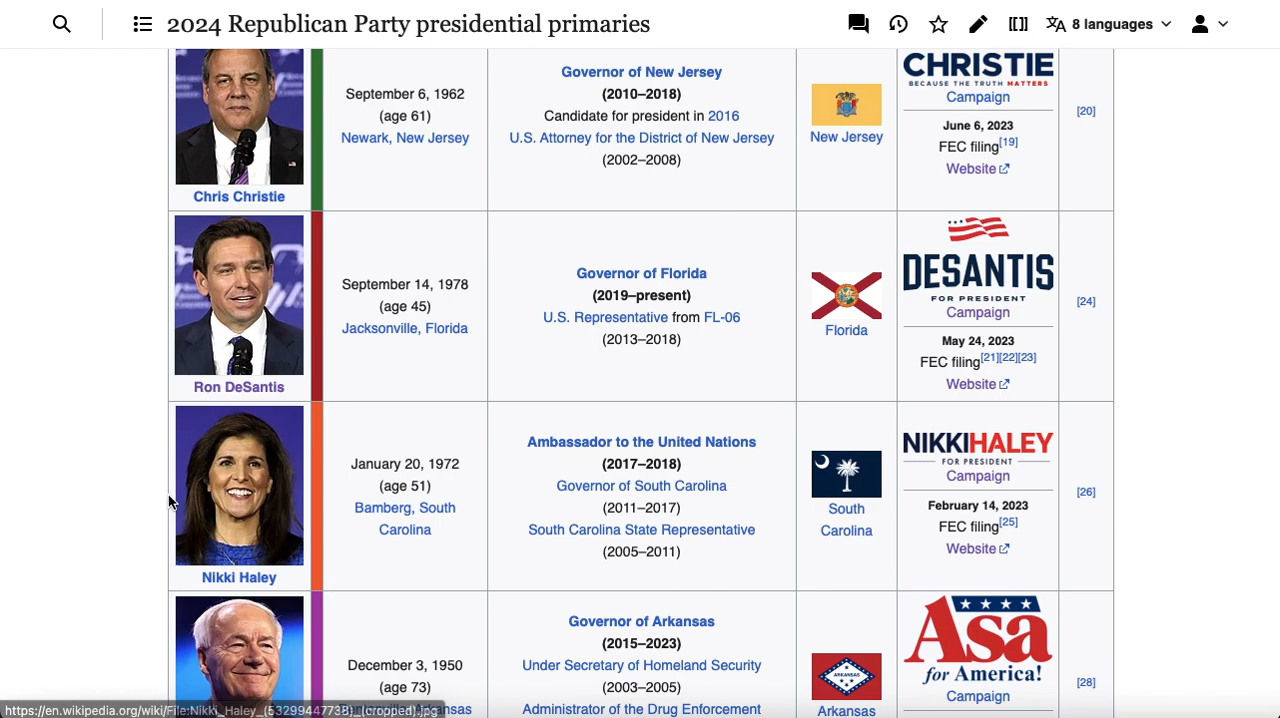 2024 Republican Party presidential primaries
8 languages
Chris Christie
September 6, 1962
(age 61)
Newark, New Jersey
Governor of New Jersey
(2010–2018)
Candidate for president in 2016
U.S. Attorney for the District of New Jersey
(2002–2008)
New Jersey
CHRISTIE
BECAUSE THE TRUTH MATTERS
Campaign
June 6, 2023
FEC filing[19]
Website
[20]
Ron DeSantis
September 14, 1978
(age 45)
Jacksonville, Florida
Governor of Florida
(2019–present)
U.S. Representative from FL-06
(2013–2018)
Florida
DESANTIS
FOR PRESIDENT
Campaign
May 24, 2023
FEC filing[21][22][23]
Website
[24]
Nikki Haley
January 20, 1972
(age 51)
Bamberg, South
Carolina
Ambassador to the United Nations
(2017–2018)
Governor of South Carolina
(2011–2017)
South Carolina State Representative
(2005–2011)
South
Carolina
NIKKI HALEY
FOR PRESIDENT
Campaign
February 14, 2023
FEC filing[25]
Website
[26]
December 3, 1950
(age 73)
Governor of Arkansas
(2015–2023)
Under Secretary of Homeland Security
(2003–2005)
Administrator of the Drug Enforcement
ARKANSAS
Arkansas
Asa
for America!
Campaign
[28]
https://en.wikipedia.org/wiki/File:Nikki_Haley_(53299447738)_(cropped).jpg